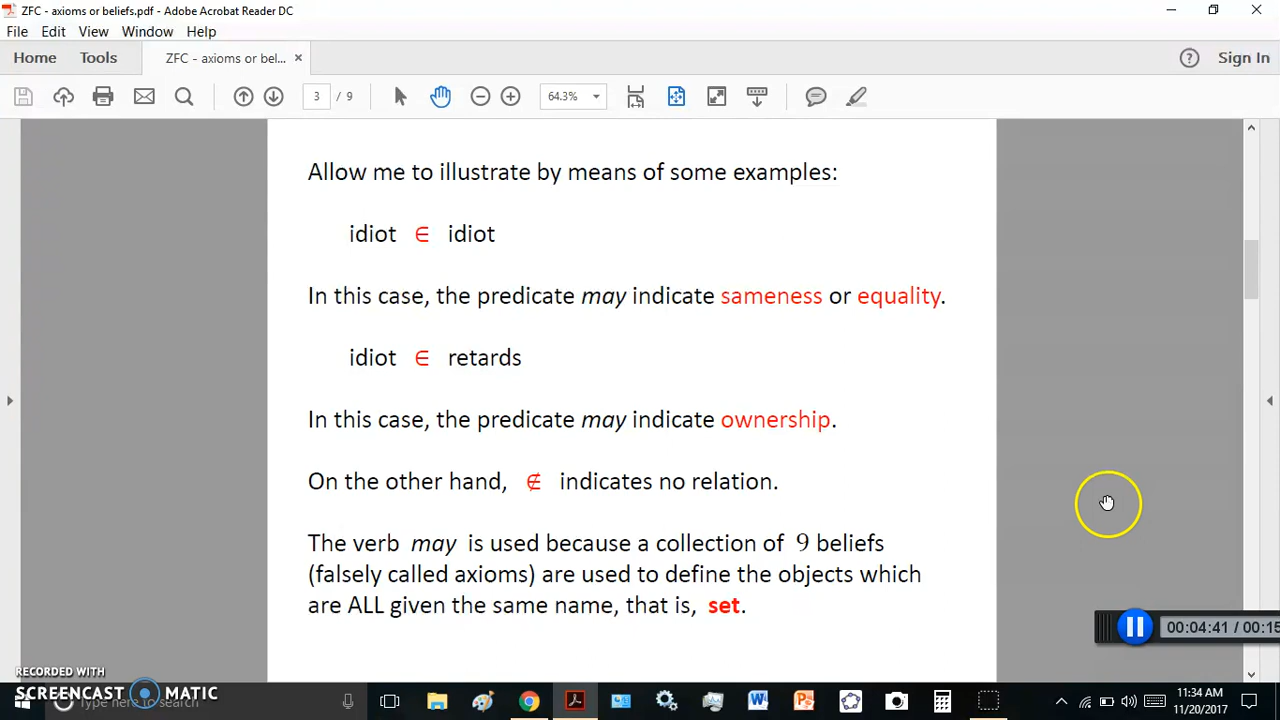 ZFC - axioms or beliefs.pdf - Adobe Acrobat Reader DC
File Edit View Window Help
Home Tools ZFC - axioms or bel... × Sign In
3 / 9 64.3%
Allow me to illustrate by means of some examples:
idiot ∈ idiot
In this case, the predicate may indicate sameness or equality.
idiot ∈ retards
In this case, the predicate may indicate ownership.
On the other hand, ∉ indicates no relation.
The verb may is used because a collection of 9 beliefs
(falsely called axioms) are used to define the objects which
are ALL given the same name, that is, set.
00:04:41 / 00:15
RECORDED WITH
SCREENCAST MATIC
Type here to search
11:34 AM
11/20/2017